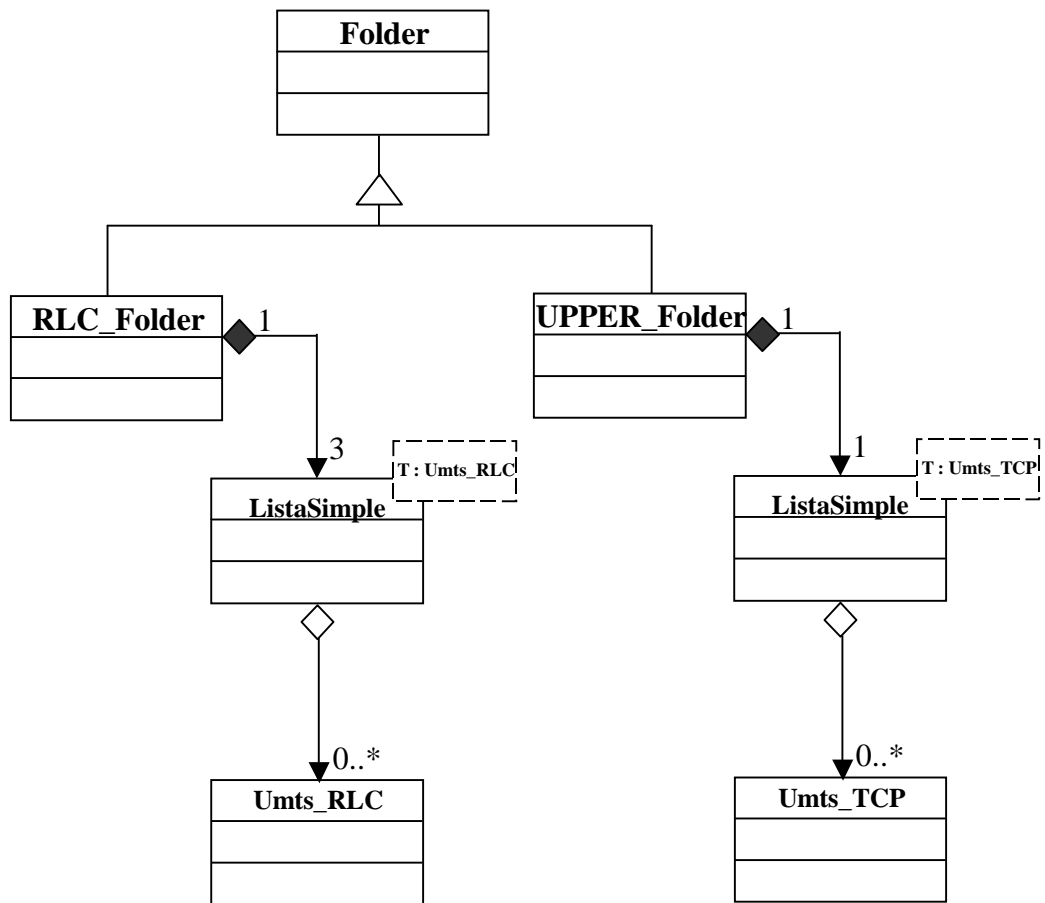 Folder
RLC_Folder
1
UPPER_Folder
1
3
T : Umts_RLC
ListaSimple
1
T : Umts_TCP
ListaSimple
0..*
Umts_RLC
0..*
Umts_TCP